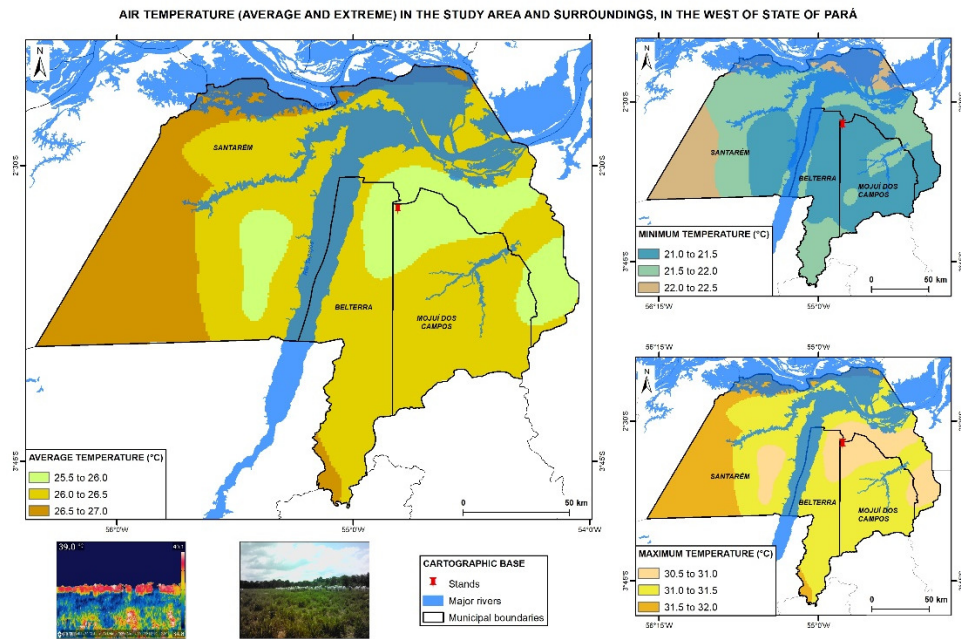 AIR TEMPERATURE (AVERAGE AND EXTREME) IN THE STUDY AREA AND SURROUNDINGS, IN THE WEST OF STATE OF PARÁ
N
SANTARÉM
BELTERRA
MOJUÍ DOS
CAMPOS
2°30'S
3°45'S
AVERAGE TEMPERATURE (°C)
25.5 to 26.0
26.0 to 26.5
26.5 to 27.0
0 50 km
55°0'W
54°0'W
N
SANTARÉM
BELTERRA
MOJUÍ DOS
CAMPOS
2°30'S
3°45'S
MINIMUM TEMPERATURE (°C)
21.0 to 21.5
21.5 to 22.0
22.0 to 22.5
0 50 km
56°15'W
55°0'W
56°15'W
55°0'W
N
SANTARÉM
BELTERRA
MOJUÍ DOS
CAMPOS
2°30'S
3°45'S
MAXIMUM TEMPERATURE (°C)
30.5 to 31.0
31.0 to 31.5
31.5 to 32.0
0 50 km
56°15'W
55°0'W
39.0
CARTOGRAPHIC BASE
Stands
Major rivers
Municipal boundaries